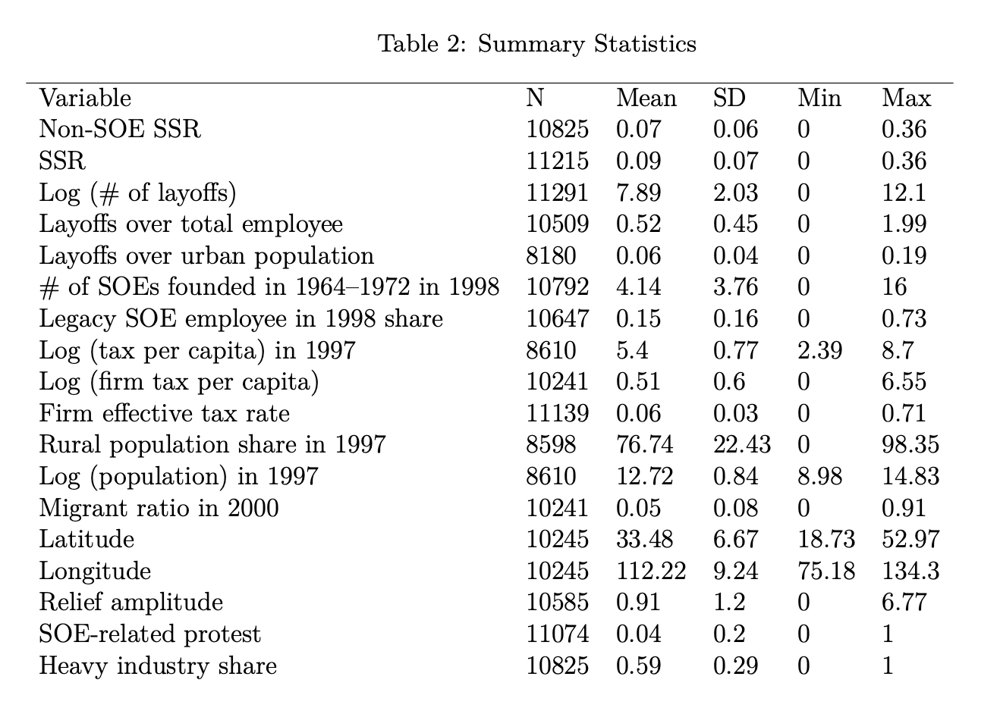 Table 2: Summary Statistics
Variable N Mean SD Min Max
Non-SOE SSR 10825 0.07 0.06 0 0.36
SSR 11215 0.09 0.07 0 0.36
Log (# of layoffs) 11291 7.89 2.03 0 12.1
Layoffs over total employee 10509 0.52 0.45 0 1.99
Layoffs over urban population 8180 0.06 0.04 0 0.19
# of SOEs founded in 1964–1972 in 1998 10792 4.14 3.76 0 16
Legacy SOE employee in 1998 share 10647 0.15 0.16 0 0.73
Log (tax per capita) in 1997 8610 5.4 0.77 2.39 8.7
Log (firm tax per capita) 10241 0.51 0.6 0 6.55
Firm effective tax rate 11139 0.06 0.03 0 0.71
Rural population share in 1997 8598 76.74 22.43 0 98.35
Log (population) in 1997 8610 12.72 0.84 8.98 14.83
Migrant ratio in 2000 10241 0.05 0.08 0 0.91
Latitude 10245 33.48 6.67 18.73 52.97
Longitude 10245 112.22 9.24 75.18 134.3
Relief amplitude 10585 0.91 1.2 0 6.77
SOE-related protest 11074 0.04 0.2 0 1
Heavy industry share 10825 0.59 0.29 0 1